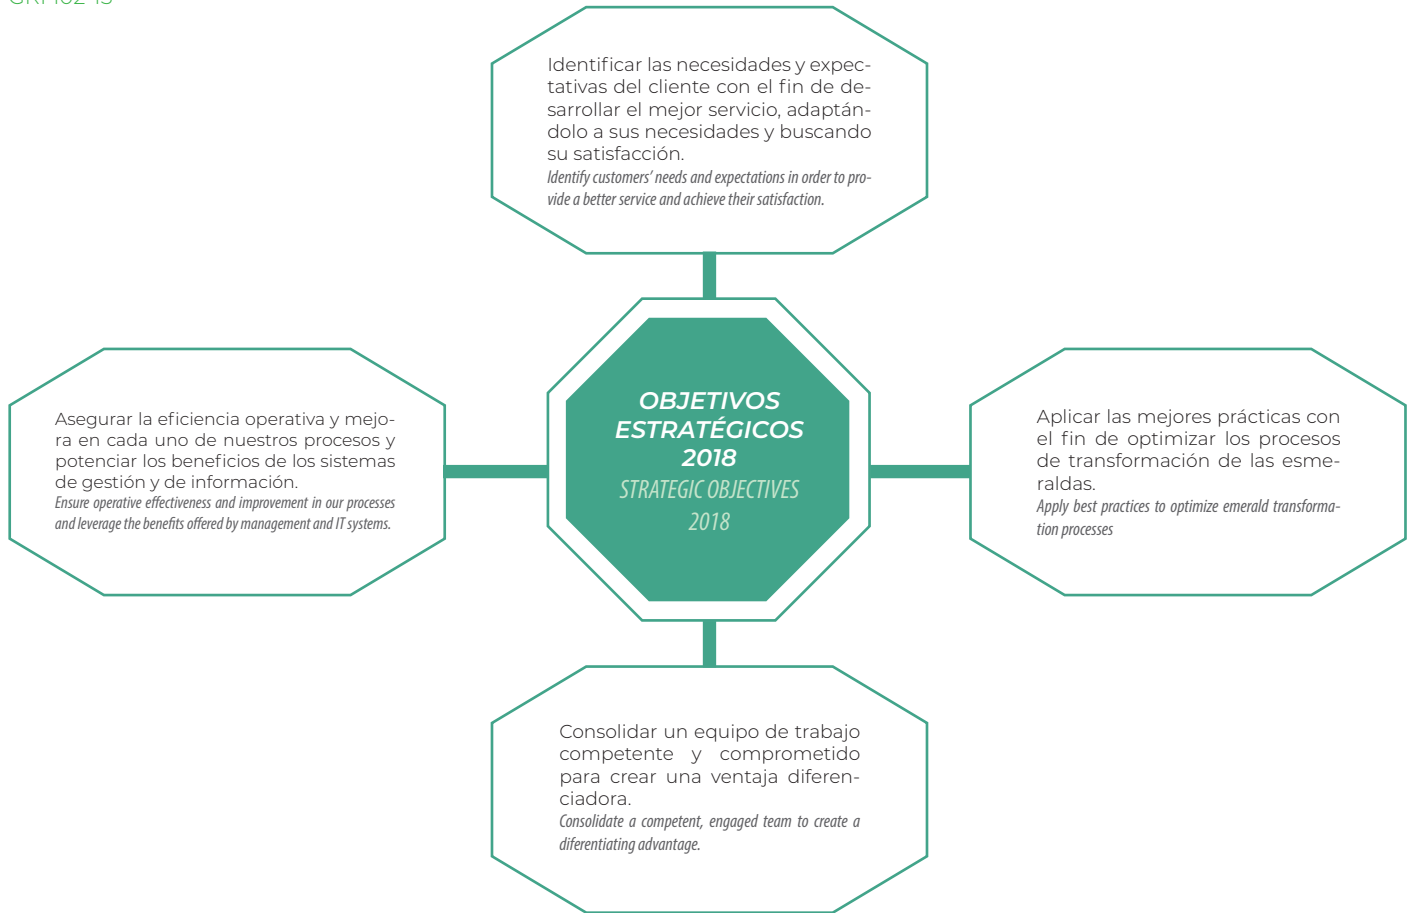 Identificar las necesidades y expec-
tativas del cliente con el fin de de-
sarrollar el mejor servicio, adaptán-
dolo a sus necesidades y buscando
su satisfacción.
Identify customers' needs and expectations in order to pro-
vide a better service and achieve their satisfaction.
Asegurar la eficiencia operativa y mejo-
ra en cada uno de nuestros procesos y
potenciar los beneficios de los sistemas
de gestión y de información.
Ensure operative effectiveness and improvement in our processes
and leverage the benefits offered by management and IT systems.
OBJETIVOS
ESTRATÉGICOS
2018
STRATEGIC OBJECTIVES
2018
Aplicar las mejores prácticas con
el fin de optimizar los procesos
de transformación de las esme-
raldas.
Apply best practices to optimize emerald transforma-
tion processes
Consolidar un equipo de trabajo
competente y comprometido
para crear una ventaja diferen-
ciadora.
Consolidate a competent, engaged team to create a
diferentiating advantage.